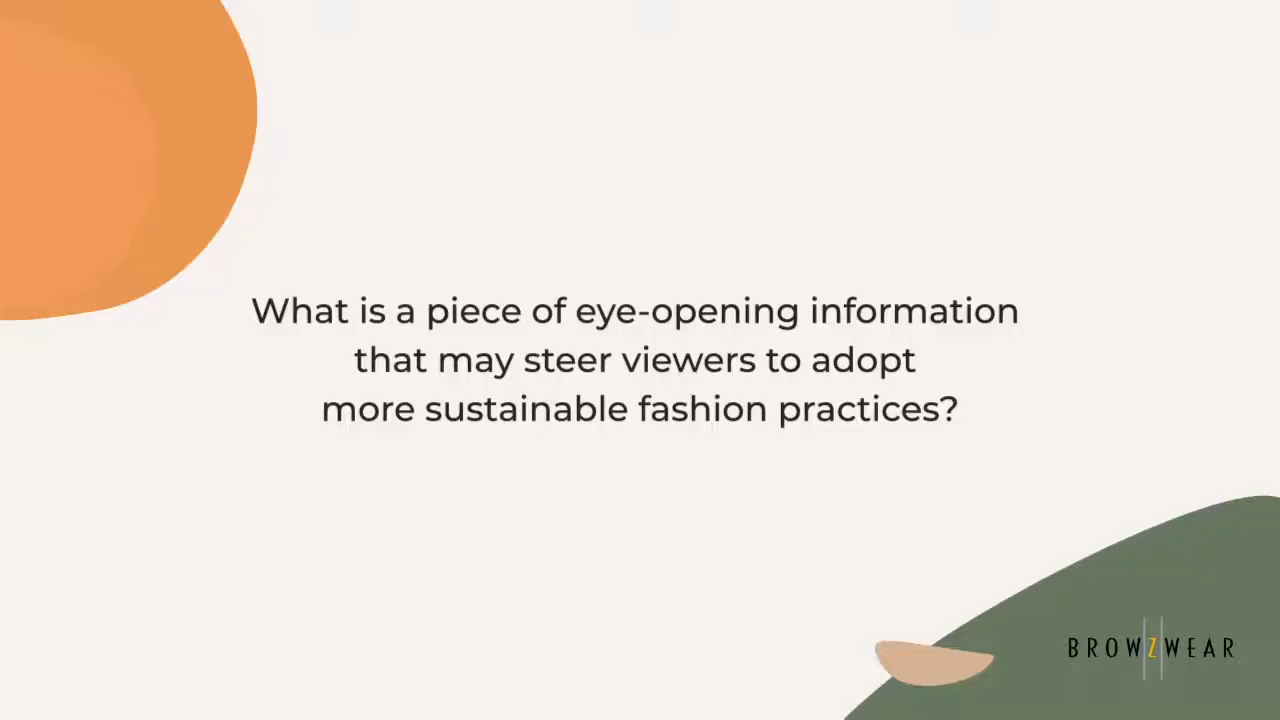 What is a piece of eye-opening information
that may steer viewers to adopt
more sustainable fashion practices?
BROWZWEAR